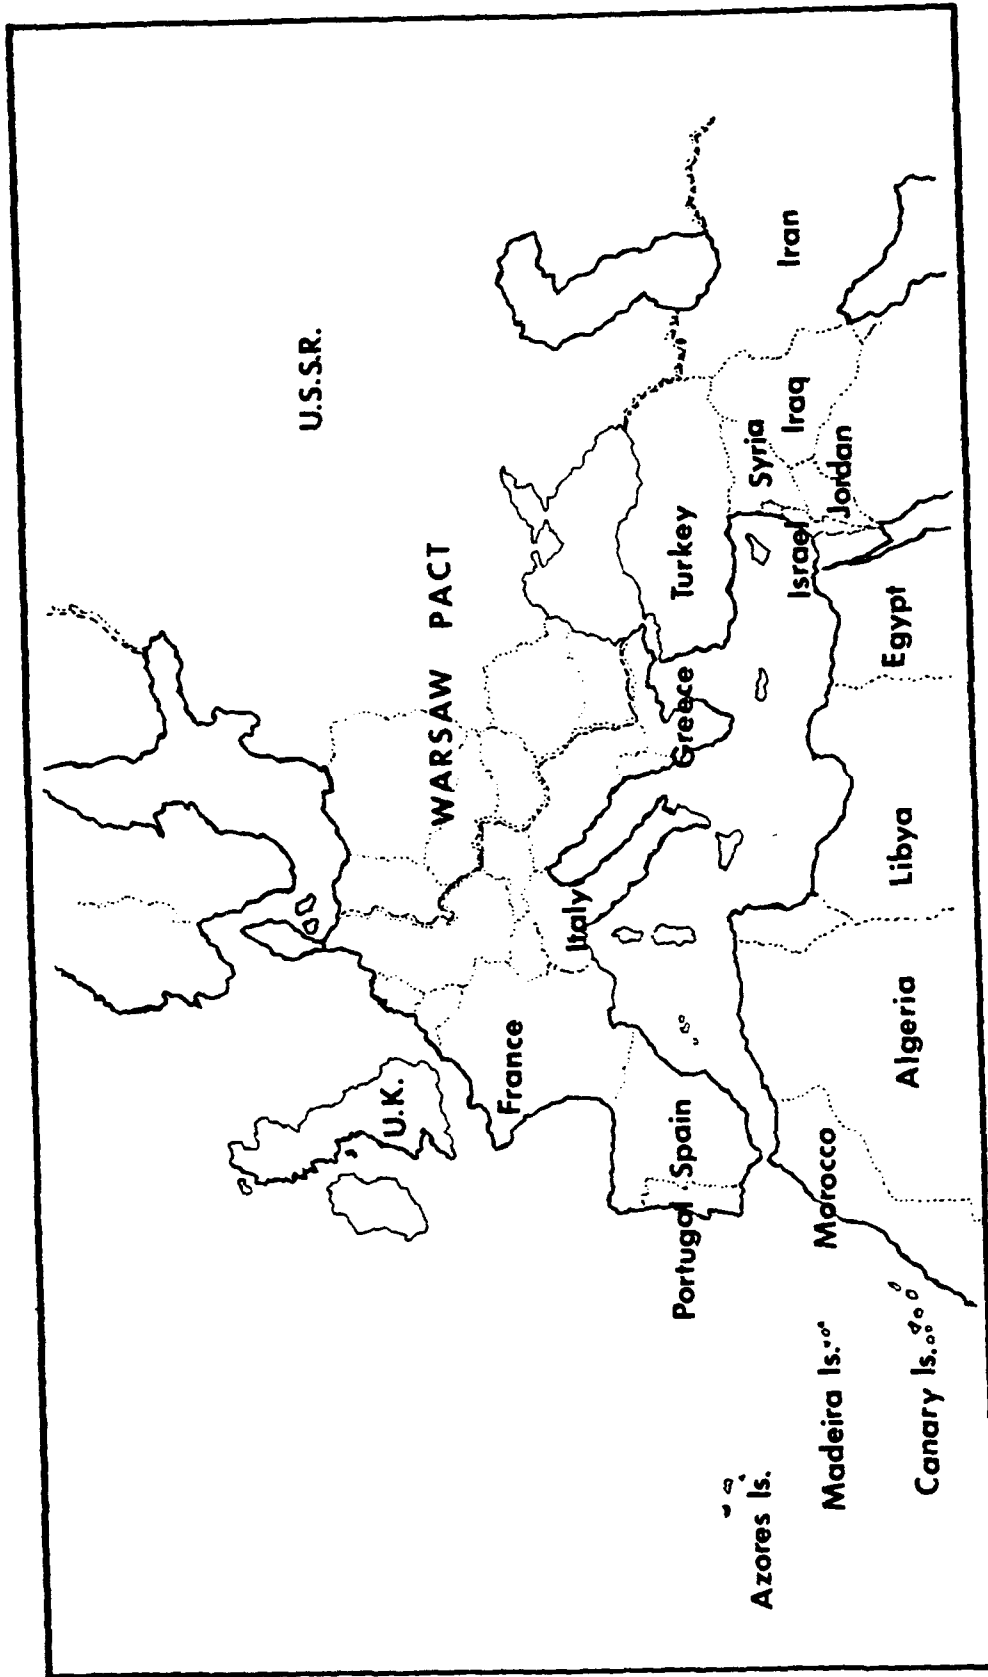 U.S.S.R.
WARSAW PACT
U.K.
France
Italy
Portugal
Spain
Greece
Turkey
Syria
Iraq
Iran
Israel
Jordan
Azores Is.
Madeira Is.
Canary Is.
Morocco
Algeria
Libya
Egypt